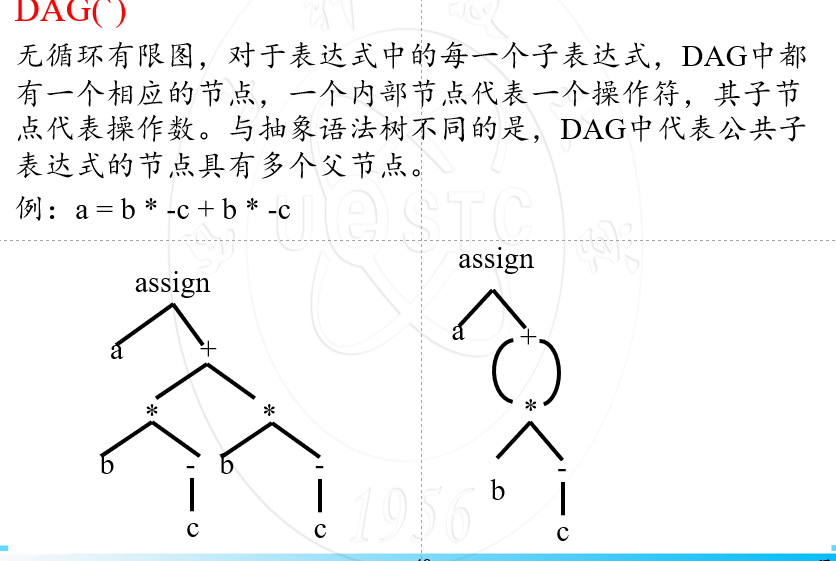 DAG(`)
无循环有限图，对于表达式中的每一个子表达式，DAG中都
有一个相应的节点，一个内部节点代表一个操作符，其子节
点代表操作数。与抽象语法树不同的是，DAG中代表公共子
表达式的节点具有多个父节点。
例：a = b * -c + b * -c
UESTC
assign
a +
* *
b - b -
c c
assign
a +
*
-
b
c
1956